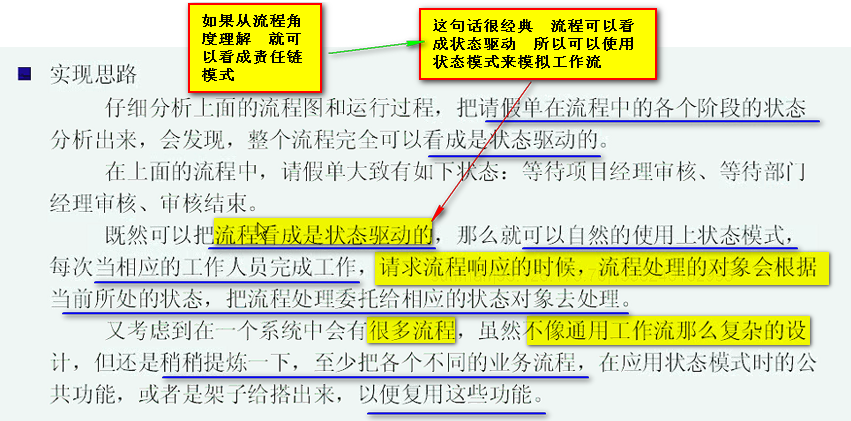 如果从流程角
度理解 就可
以看成责任链
模式
这句话很经典 流程可以看
成状态驱动 所以可以使用
状态模式来模拟工作流
实现思路
仔细分析上面的流程图和运行过程，把请假单在流程中的各个阶段的状态
分析出来，会发现，整个流程完全可以看成是状态驱动的。
在上面的流程中，请假单大致有如下状态：等待项目经理审核、等待部门
经理审核、审核结束。
既然可以把流程看成是状态驱动的，那么就可以自然的使用上状态模式，
每次当相应的工作人员完成工作，请求流程响应的时候，流程处理的对象会根据
当前所处的状态，把流程处理委托给相应的状态对象去处理。
又考虑到在一个系统中会有很多流程，虽然不像通用工作流那么复杂的设
计，但还是稍稍提炼一下，至少把各个不同的业务流程，在应用状态模式时的公
共功能，或者是架子给搭出来，以便复用这些功能。